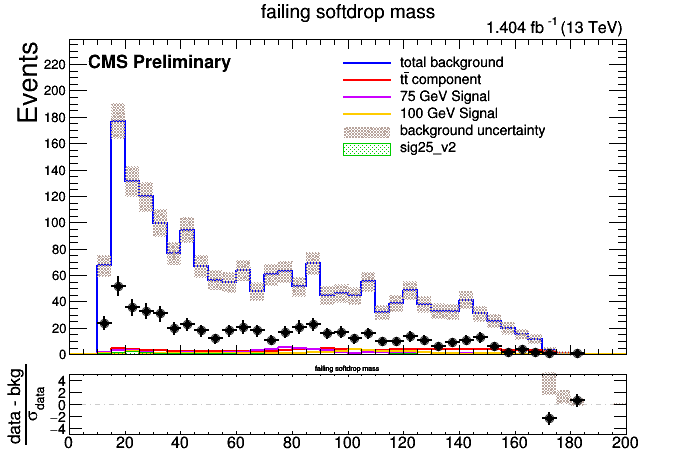 failing softdrop mass
1.404 fb -1 (13 TeV)
CMS Preliminary
total background
tt̄ component
75 GeV Signal
100 GeV Signal
background uncertainty
sig25_v2
Events
220
200
180
160
140
120
100
80
60
40
20
0
failing softdrop mass
data - bkg
σdata
4
2
0
−2
−4
0 20 40 60 80 100 120 140 160 180 200